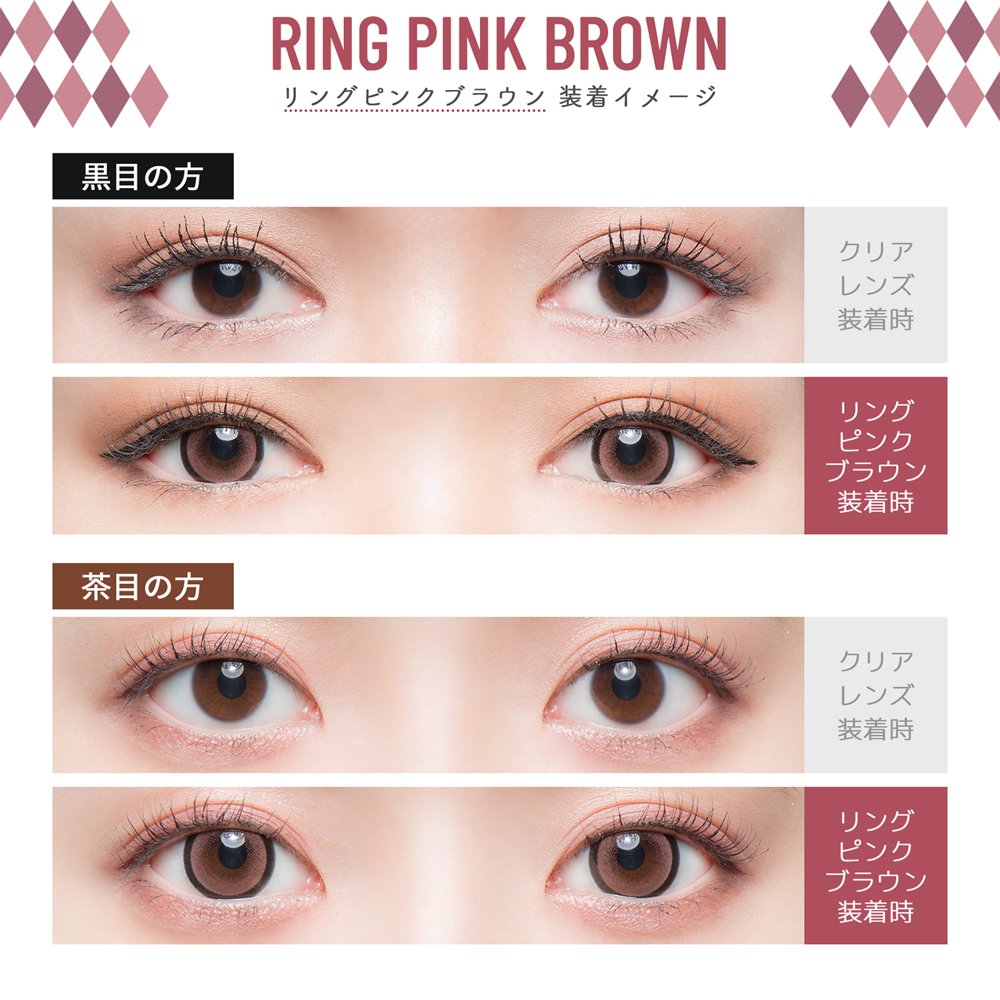 RING PINK BROWN
リングピンクブラウン 装着イメージ
黒目の方
クリア
レンズ
装着時
リング
ピンク
ブラウン
装着時
茶目の方
クリア
レンズ
装着時
リング
ピンク
ブラウン
装着時